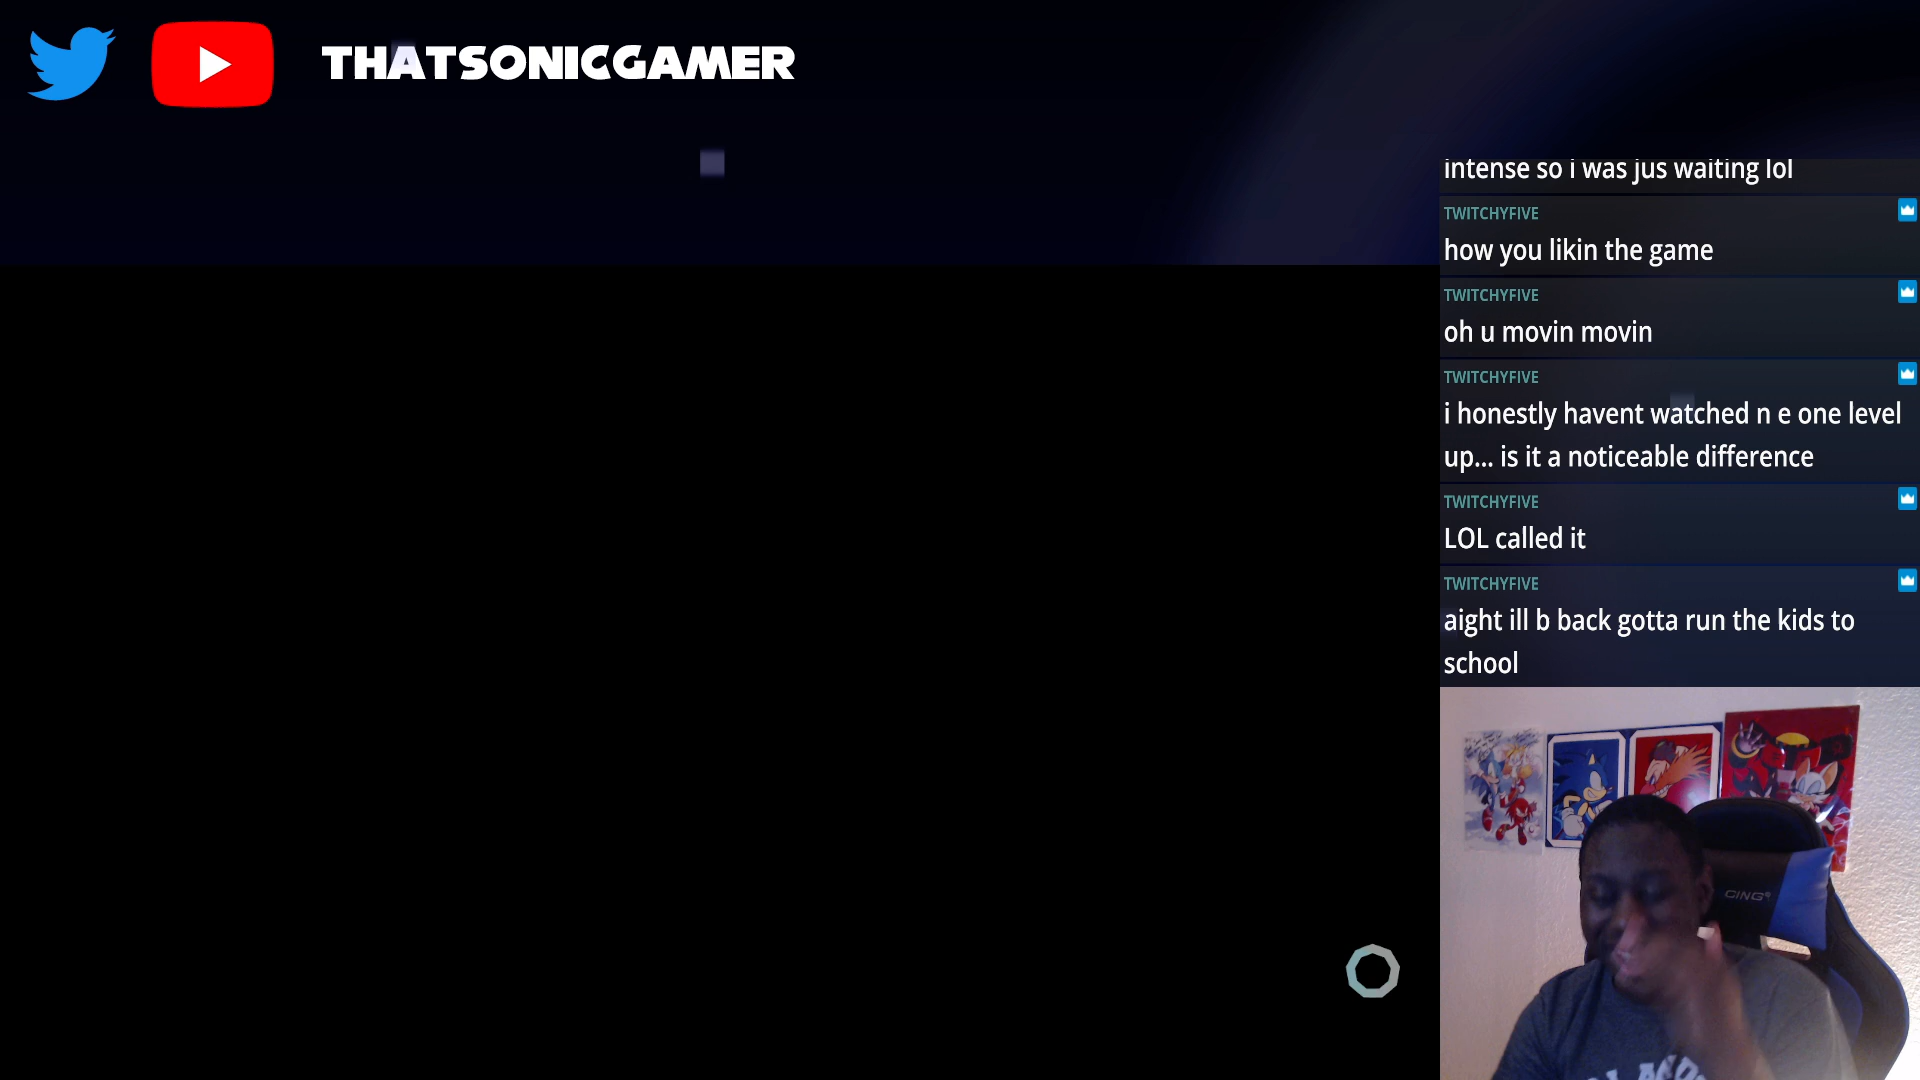 THATSONICGAMER
intense so i was jus waiting lol
TWITCHYFIVE
how you likin the game
TWITCHYFIVE
oh u movin movin
TWITCHYFIVE
i honestly havent watched n e one level
up... is it a noticeable difference
TWITCHYFIVE
LOL called it
TWITCHYFIVE
aight ill b back gotta run the kids to
school